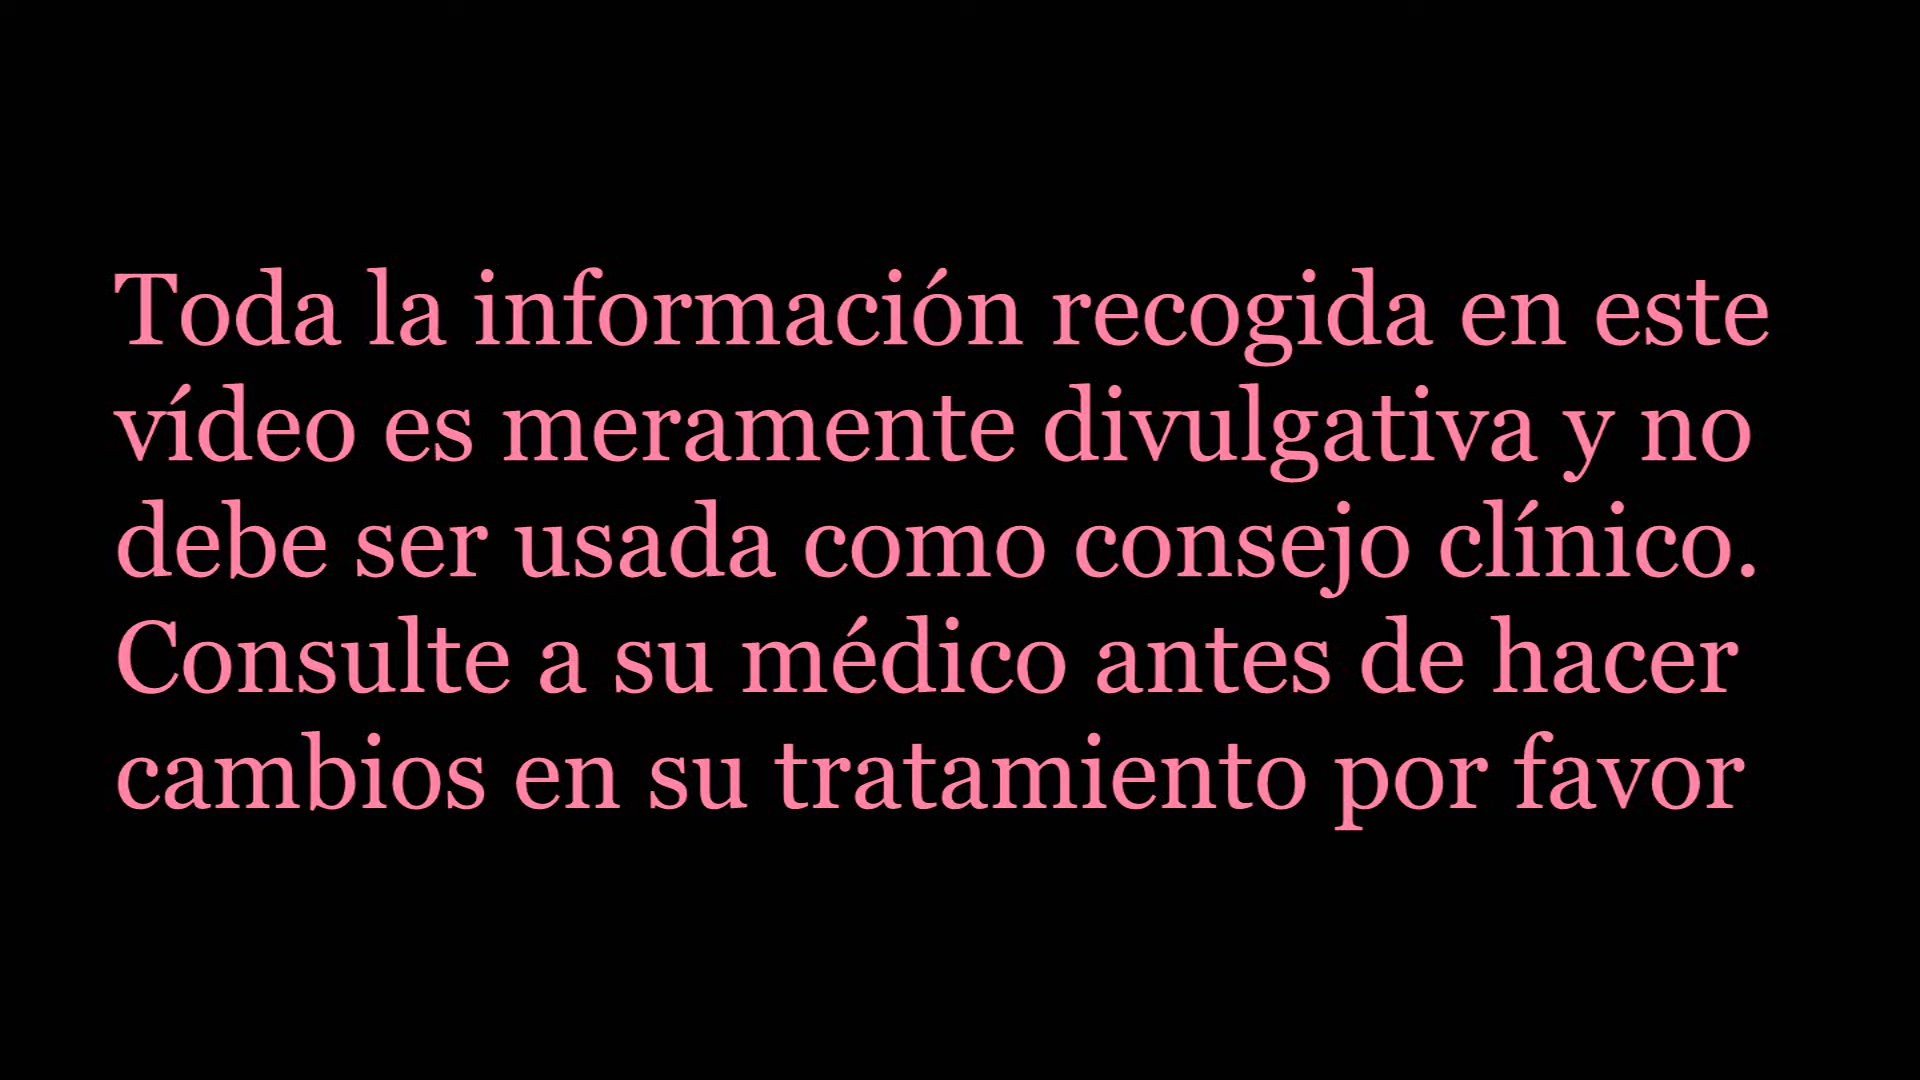 Toda la información recogida en este
vídeo es meramente divulgativa y no
debe ser usada como consejo clínico.
Consulte a su médico antes de hacer
cambios en su tratamiento por favor